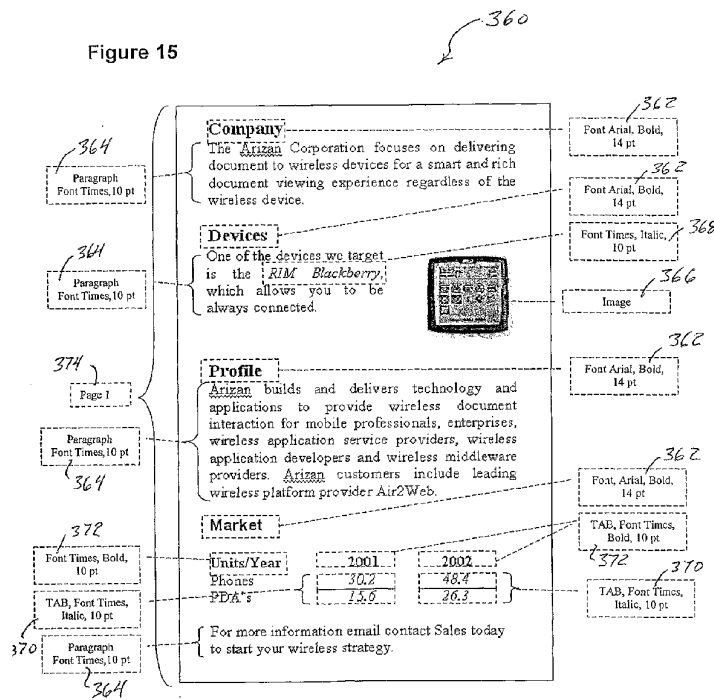 360
Figure 15
362
364
Company
Font Arial, Bold,
14 pt
Paragraph
Font Times,10 pt
The Arizan Corporation focuses on delivering
document to wireless devices for a smart and rich
document viewing experience regardless of the
wireless device.
362
Font Arial, Bold,
14 pt
368
Devices
Font Times, Italic,
10 pt
364
Paragraph
Font Times,10 pt
One of the devices we target
is the RIM Blackberry,
which allows you to be
always connected.
366
Image
362
374
Page 1
Profile
Font Arial, Bold,
14 pt
Arizan builds and delivers technology and
applications to provide wireless document
interaction for mobile professionals, enterprises,
wireless application service providers, wireless
application developers and wireless middleware
providers. Arizan customers include leading
wireless platform provider Air2Web.
Paragraph
Font Times,10 pt
364
362
Font, Arial, Bold,
14 pt
Market
TAB, Font Times,
Bold, 10 pt
372
372
Font Times, Bold,
10 pt
Units/Year 2001 2002
Phones 30.2 48.4
PDA's 15.6 26.3
370
TAB, Font Times,
Italic, 10 pt
TAB, Font Times,
Italic, 10 pt
370
For more information email contact Sales today
to start your wireless strategy.
Paragraph
Font Times,10 pt
364